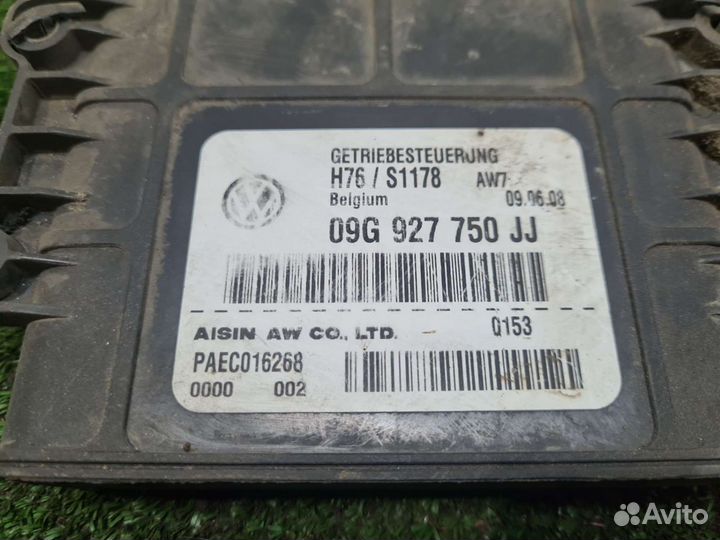 GETRIEBESTEUERUNG
H76 / S1178 AW7
Belgium 09.06.08
09G 927 750 JJ
AISIN AW CO., LTD. 0153
PAEC016268
0000 002
Avito